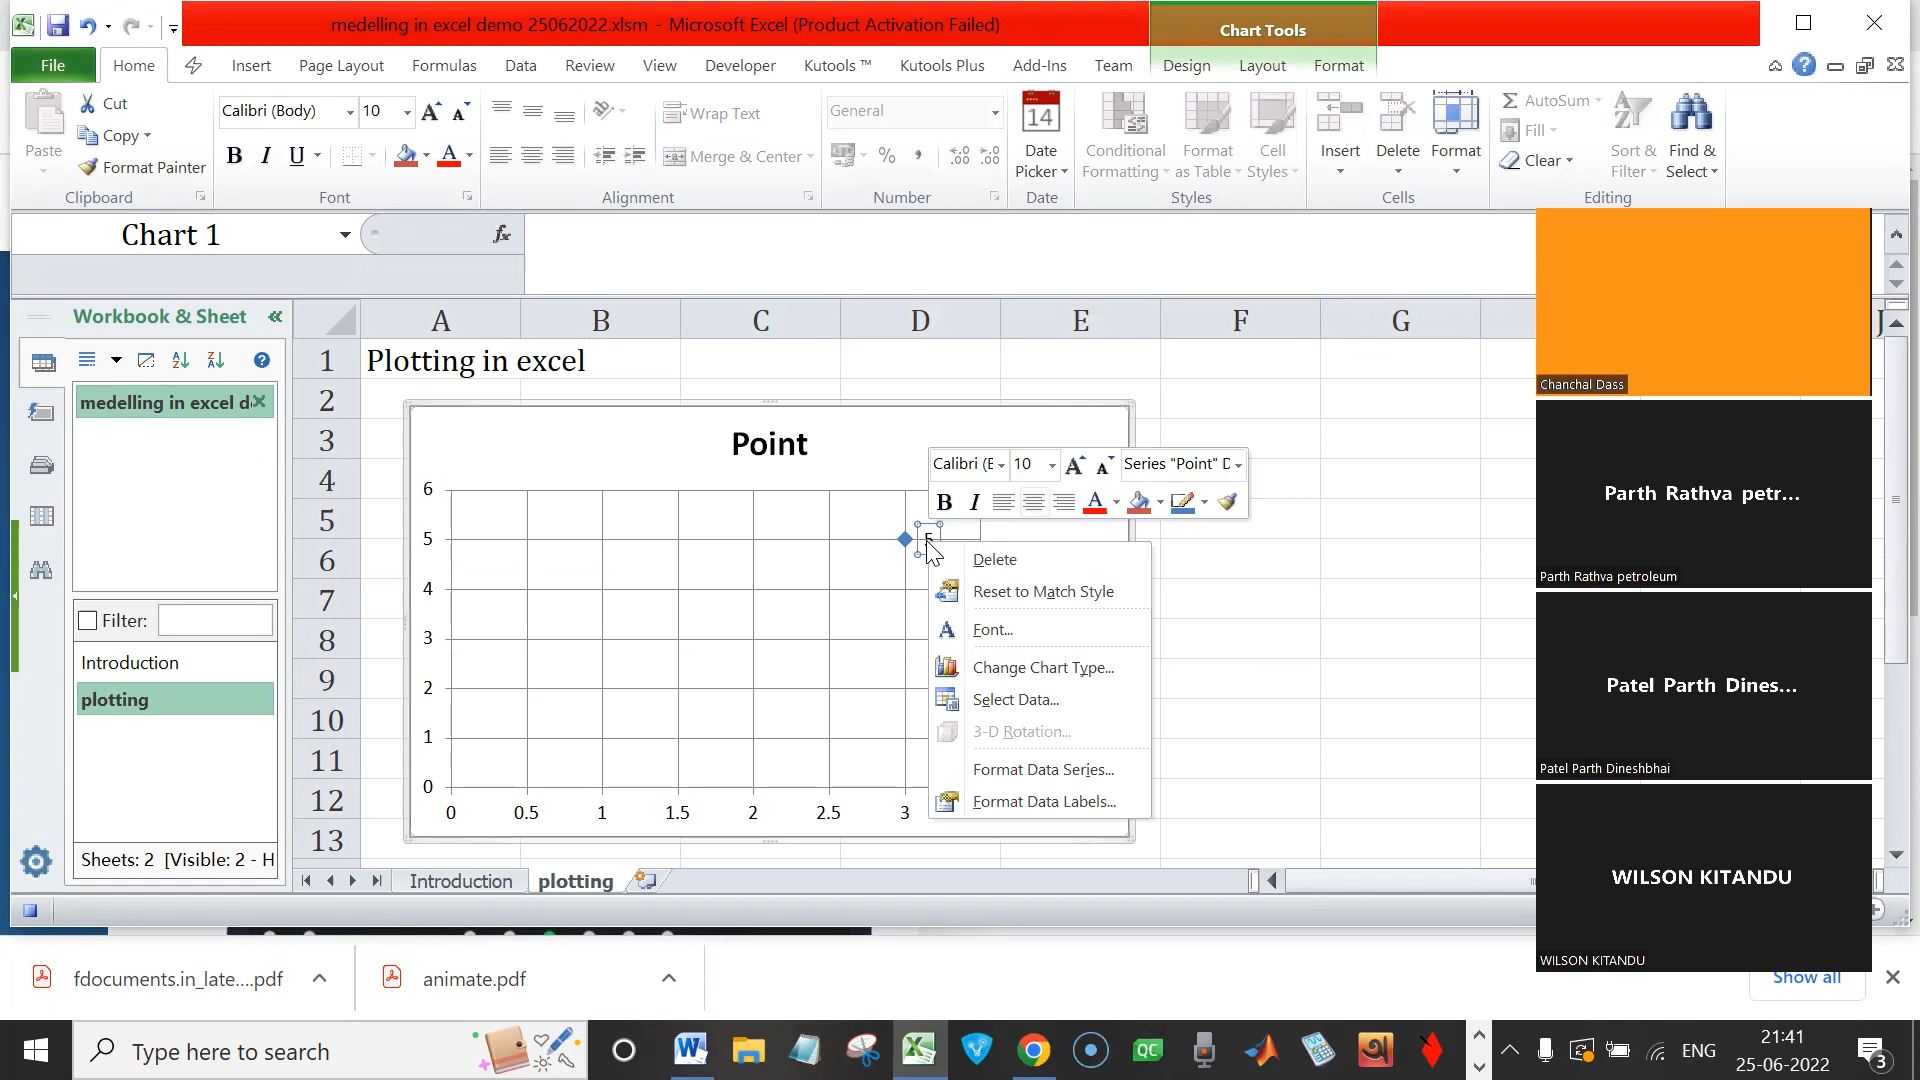 medelling in excel demo 25062022.xlsm - Microsoft Excel (Product Activation Failed)
Chart Tools
File Home Insert Page Layout Formulas Data Review View Developer Kutools ™ Kutools Plus Add-Ins Team Design Layout Format
Paste
Cut
Copy
Format Painter
Clipboard
Calibri (Body) 10
B I U
Font
Wrap Text
Merge & Center
Alignment
General
Number
14
Date Picker
Date
Conditional Formatting
Format as Table
Cell Styles
Styles
Insert Delete Format
Cells
AutoSum
Fill
Clear
Sort & Filter
Find & Select
Editing
Chart 1
fx
Workbook & Sheet
medelling in excel d
Filter:
Introduction
plotting
Sheets: 2 [Visible: 2 - H
A B C D E F G J
1 Plotting in excel
2
3
4
5
6
7
8
9
10
11
12
13
Point
6
5
4
3
2
1
0
0 0.5 1 1.5 2 2.5 3
5
Calibri (E 10 A A Series "Point" D
B I A
Delete
Reset to Match Style
Font...
Change Chart Type...
Select Data...
3-D Rotation...
Format Data Series...
Format Data Labels...
Introduction plotting
Chanchal Dass
Parth Rathva petr...
Parth Rathva petroleum
Patel Parth Dines...
Patel Parth Dineshbhai
WILSON KITANDU
WILSON KITANDU
fdocuments.in_late....pdf
animate.pdf
Show all
Type here to search
QC
ENG
21:41
25-06-2022
3